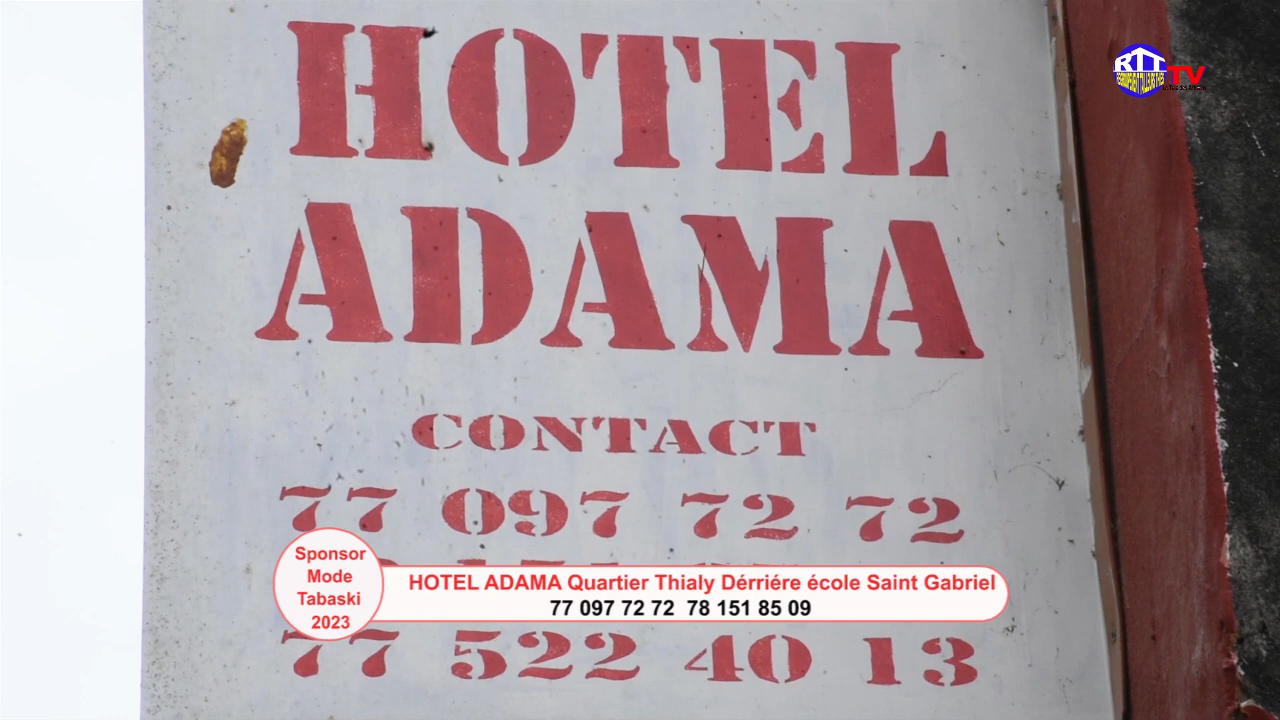 HOTEL
ADAMA
CONTACT
77 097 72 72
77 522 40 13
Sponsor
Mode
Tabaski
2023
HOTEL ADAMA Quartier Thialy Dérriére école Saint Gabriel
77 097 72 72 78 151 85 09
RTT
TV